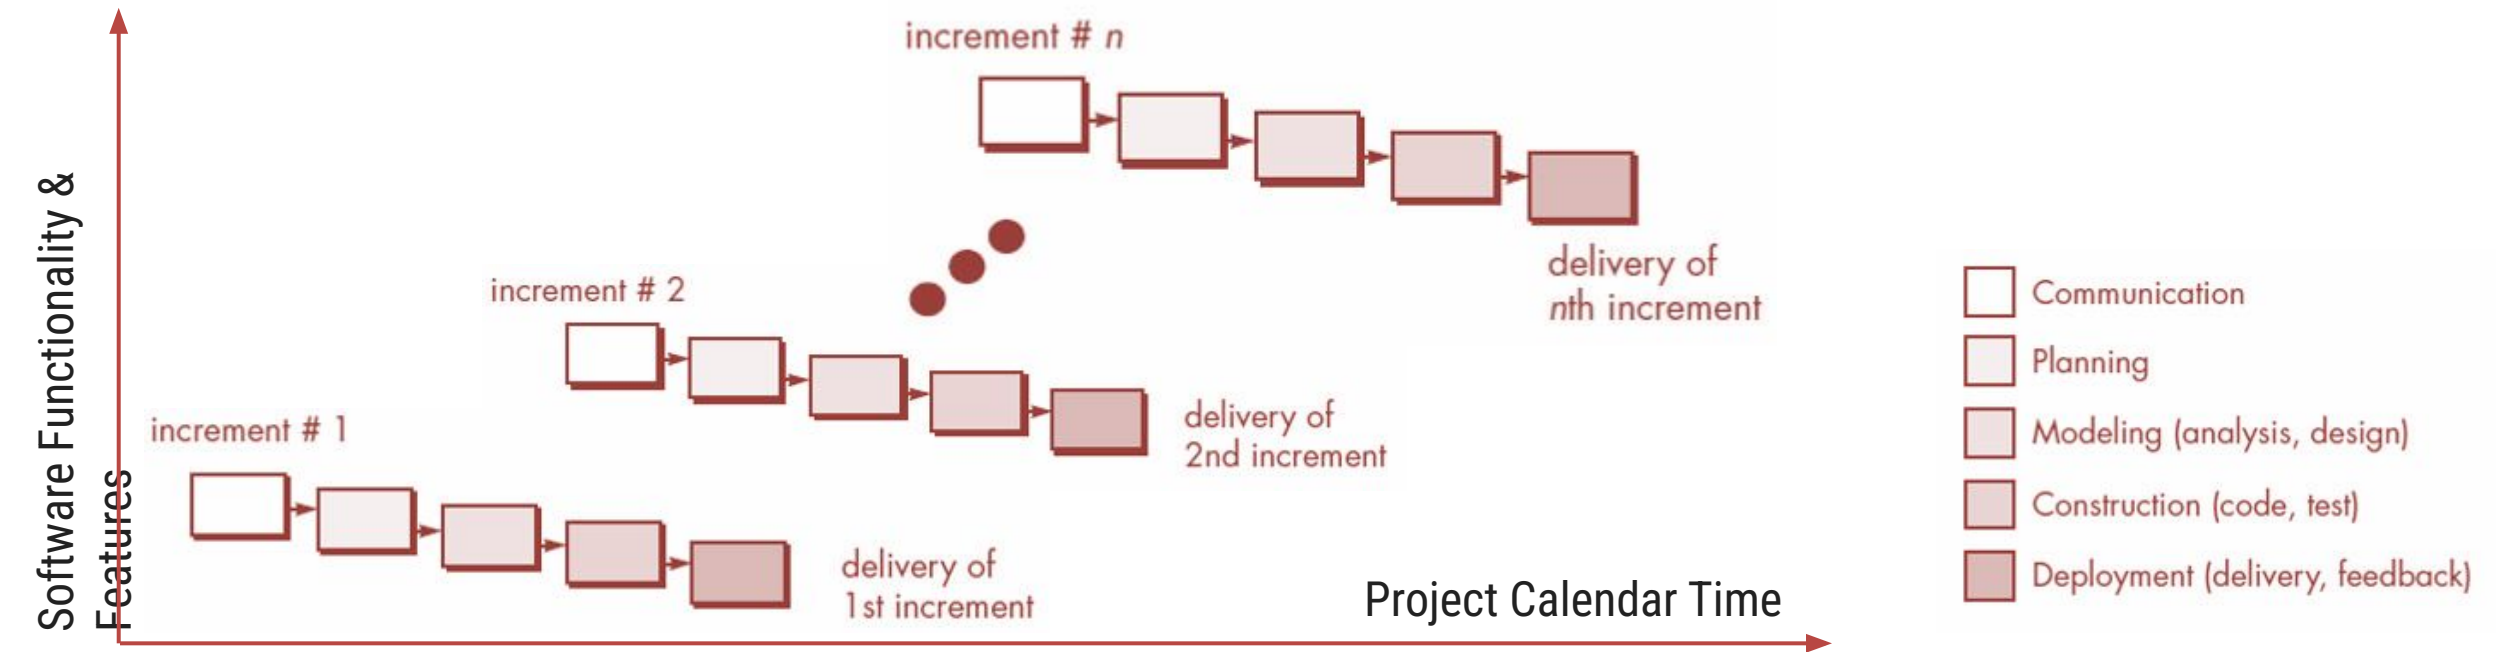 Software Functionality &
Features
increment # n
delivery of
nth increment
increment # 2
delivery of
2nd increment
increment # 1
delivery of
1st increment
Project Calendar Time
Communication
Planning
Modeling (analysis, design)
Construction (code, test)
Deployment (delivery, feedback)